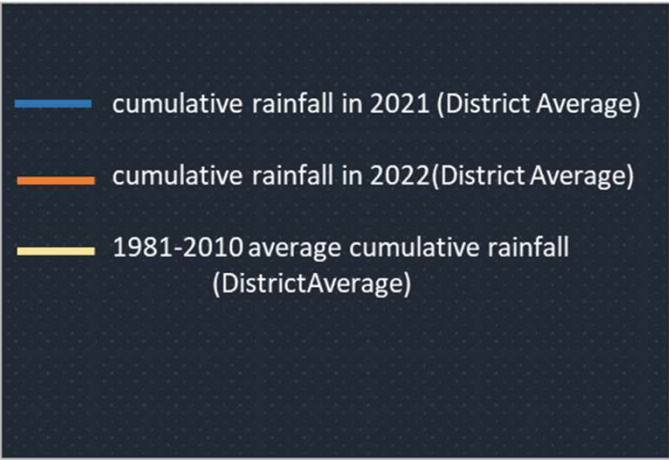 cumulative rainfall in 2021 (District Average)
cumulative rainfall in 2022(District Average)
1981-2010 average cumulative rainfall
(DistrictAverage)